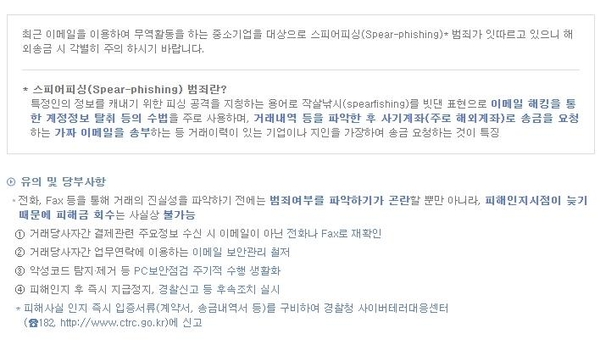 최근 이메일을 이용하여 무역활동을 하는 중소기업을 대상으로 스피어피싱(Spear-phishing)* 범죄가 잇따르고 있으니 해
외송금 시 각별히 주의 하시기 바랍니다.
* 스피어피싱(Spear-phishing) 범죄란?
특정인의 정보를 캐내기 위한 피싱 공격을 지칭하는 용어로 작살낚시(spearfishing)를 빗댄 표현으로 이메일 해킹을 통
한 계정정보 탈취 등의 수법을 주로 사용하며, 거래내역 등을 파악한 후 사기계좌(주로 해외계좌)로 송금을 요청
하는 가짜 이메일을 송부하는 등 거래이력이 있는 기업이나 지인을 가장하여 송금 요청하는 것이 특징
유의 및 당부사항
• 전화, Fax 등을 통해 거래의 진실성을 파악하기 전에는 범죄여부를 파악하기가 곤란할 뿐만 아니라, 피해인지시점이 늦기
때문에 피해금 회수는 사실상 불가능
① 거래당사자간 결제관련 주요정보 수신 시 이메일이 아닌 전화나 Fax로 재확인
② 거래당사자간 업무연락에 이용하는 이메일 보안관리 철저
③ 악성코드 탐지·제거 등 PC보안점검 주기적 수행 생활화
④ 피해인지 후 즉시 지급정지, 경찰신고 등 후속조치 실시
* 피해사실 인지 즉시 입증서류(계약서, 송금내역서 등)를 구비하여 경찰청 사이버테러대응센터
(☎182, http://www.ctrc.go.kr)에 신고